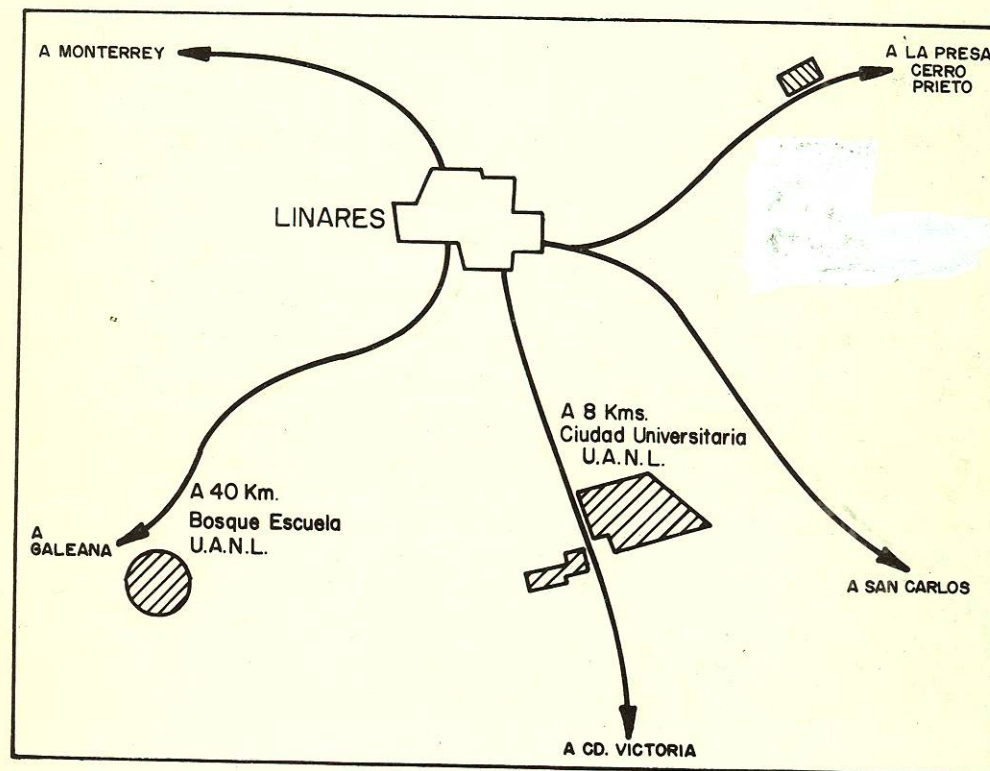 A MONTERREY
A LA PRESA
CERRO
PRIETO
LINARES
A 8 Kms.
Ciudad Universitaria
U.A.N.L.
A 40 Km.
Bosque Escuela
U.A.N.L.
A
GALEANA
A SAN CARLOS
A CD. VICTORIA